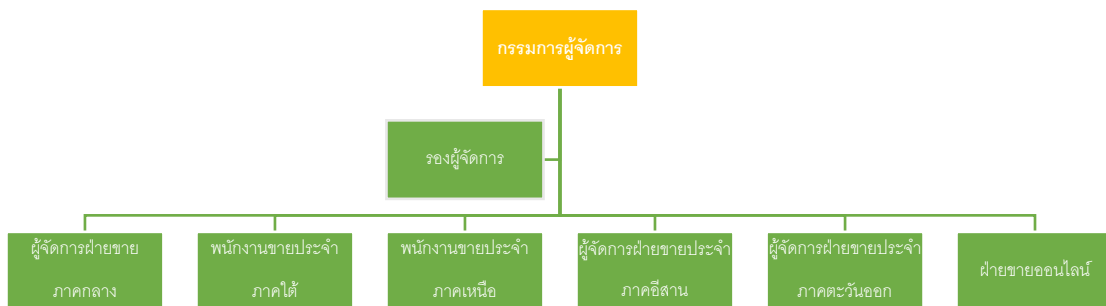 กรรมการผู้จัดการ
รองผู้จัดการ
ผู้จัดการฝ่ายขาย
ภาคกลาง
พนักงานขายประจำ
ภาคใต้
พนักงานขายประจำ
ภาคเหนือ
ผู้จัดการฝ่ายขายประจำ
ภาคอีสาน
ผู้จัดการฝ่ายขายประจำ
ภาคตะวันออก
ฝ่ายขายออนไลน์